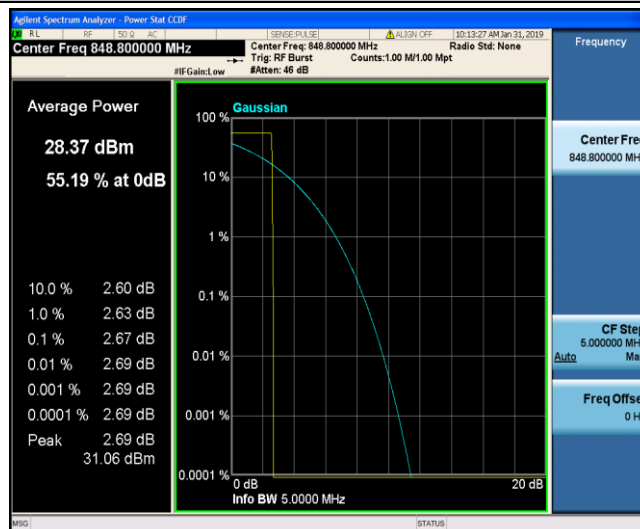 Agilent Spectrum Analyzer - Power Stat CCDF
RL RF 50 Ω AC SENSE:PULSE ALIGN OFF 10:13:27 AM Jan 31, 2019
Center Freq 848.800000 MHz
Center Freq: 848.800000 MHz Radio Std: None
Trig: RF Burst Counts:1.00 M/1.00 Mpt
#IFGain:Low #Atten: 46 dB
Frequency
Average Power
28.37 dBm
55.19 % at 0dB
10.0 % 2.60 dB
1.0 % 2.63 dB
0.1 % 2.67 dB
0.01 % 2.69 dB
0.001 % 2.69 dB
0.0001 % 2.69 dB
Peak 2.69 dB
31.06 dBm
Gaussian
100 %
10 %
1 %
0.1 %
0.01 %
0.001 %
0.0001 %
0 dB 20 dB
Info BW 5.0000 MHz
Center Fre
848.800000 MH
CF Step
5.000000 MH
Auto Ma
Freq Offse
0 H
MSG STATUS